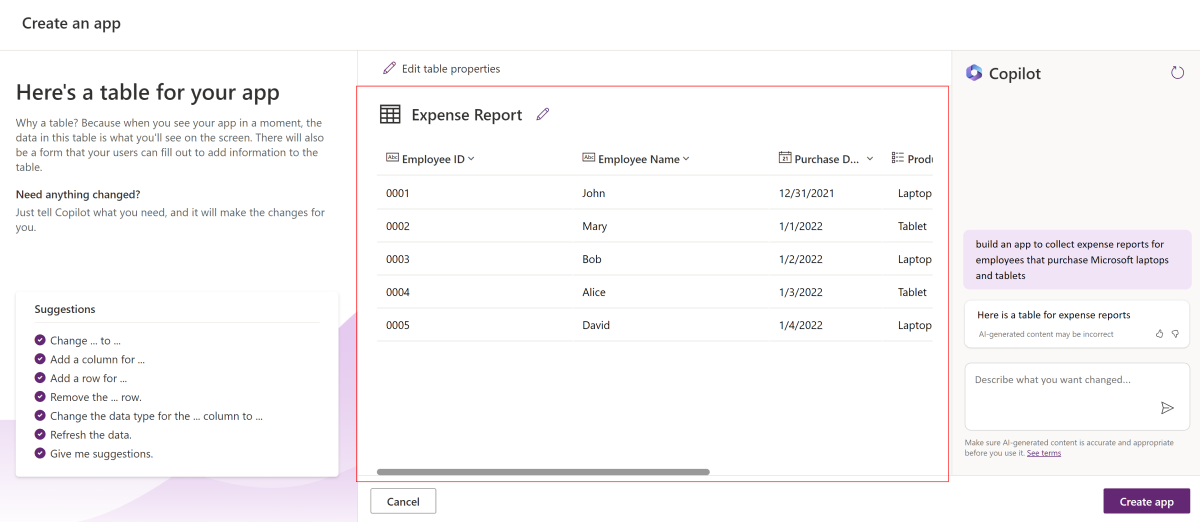 Create an app
Here's a table for your app
Why a table? Because when you see your app in a moment, the
data in this table is what you'll see on the screen. There will also
be a form that your users can fill out to add information to the
table.
Need anything changed?
Just tell Copilot what you need, and it will make the changes for
you.
Suggestions
Change ... to ...
Add a column for ...
Add a row for ...
Remove the ... row.
Change the data type for the ... column to ...
Refresh the data.
Give me suggestions.
Edit table properties
Expense Report
Abc Employee ID Abc Employee Name 21 Purchase D... Produ
0001 John 12/31/2021 Laptop
0002 Mary 1/1/2022 Tablet
0003 Bob 1/2/2022 Laptop
0004 Alice 1/3/2022 Tablet
0005 David 1/4/2022 Laptop
Cancel
Copilot
build an app to collect expense reports for
employees that purchase Microsoft laptops
and tablets
Here is a table for expense reports
AI-generated content may be incorrect
Describe what you want changed...
Make sure AI-generated content is accurate and appropriate
before you use it. See terms
Create app